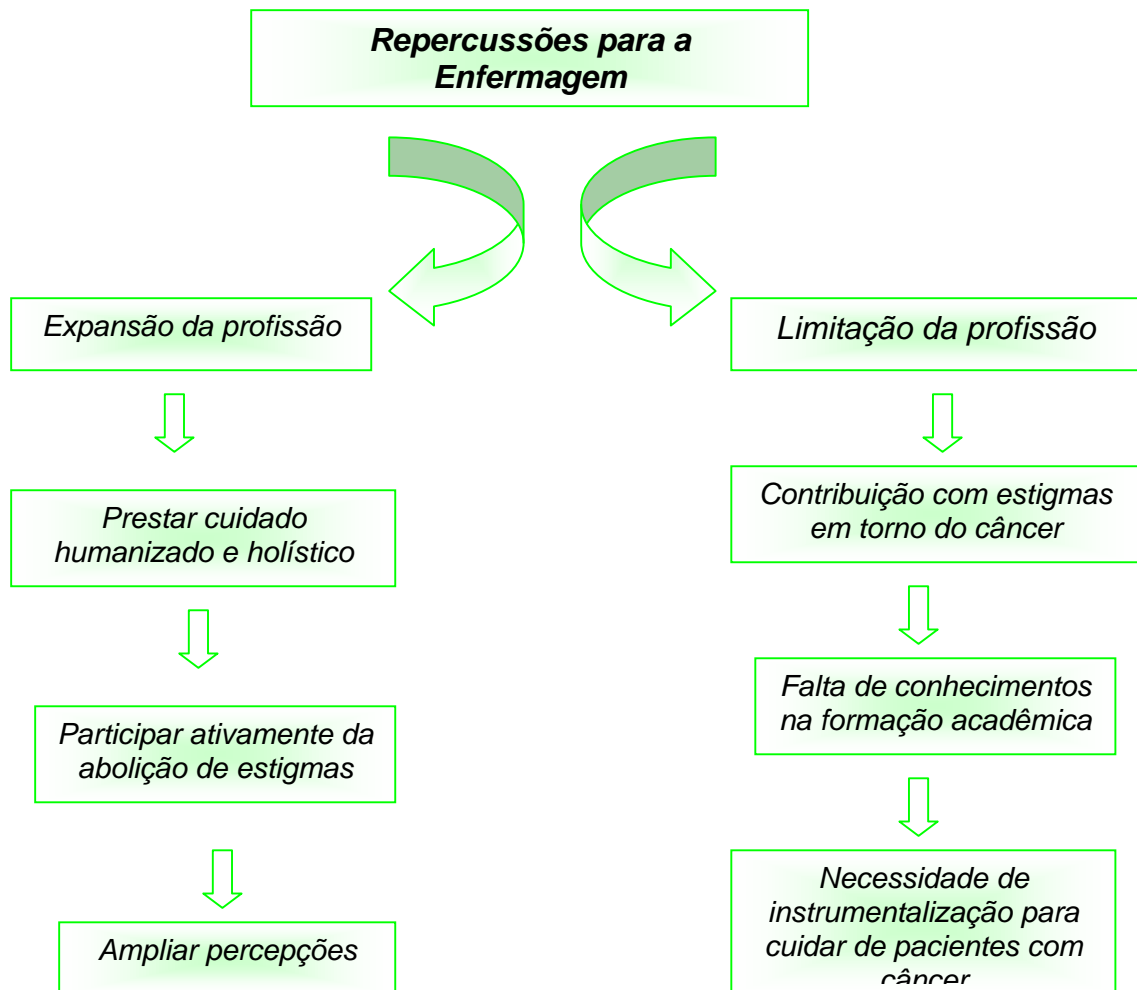 Repercussões para a
Enfermagem
Expansão da profissão
Limitação da profissão
Prestar cuidado
humanizado e holístico
Contribuição com estigmas
em torno do câncer
Participar ativamente da
abolição de estigmas
Falta de conhecimentos
na formação acadêmica
Ampliar percepções
Necessidade de
instrumentalização para
cuidar de pacientes com
câncer